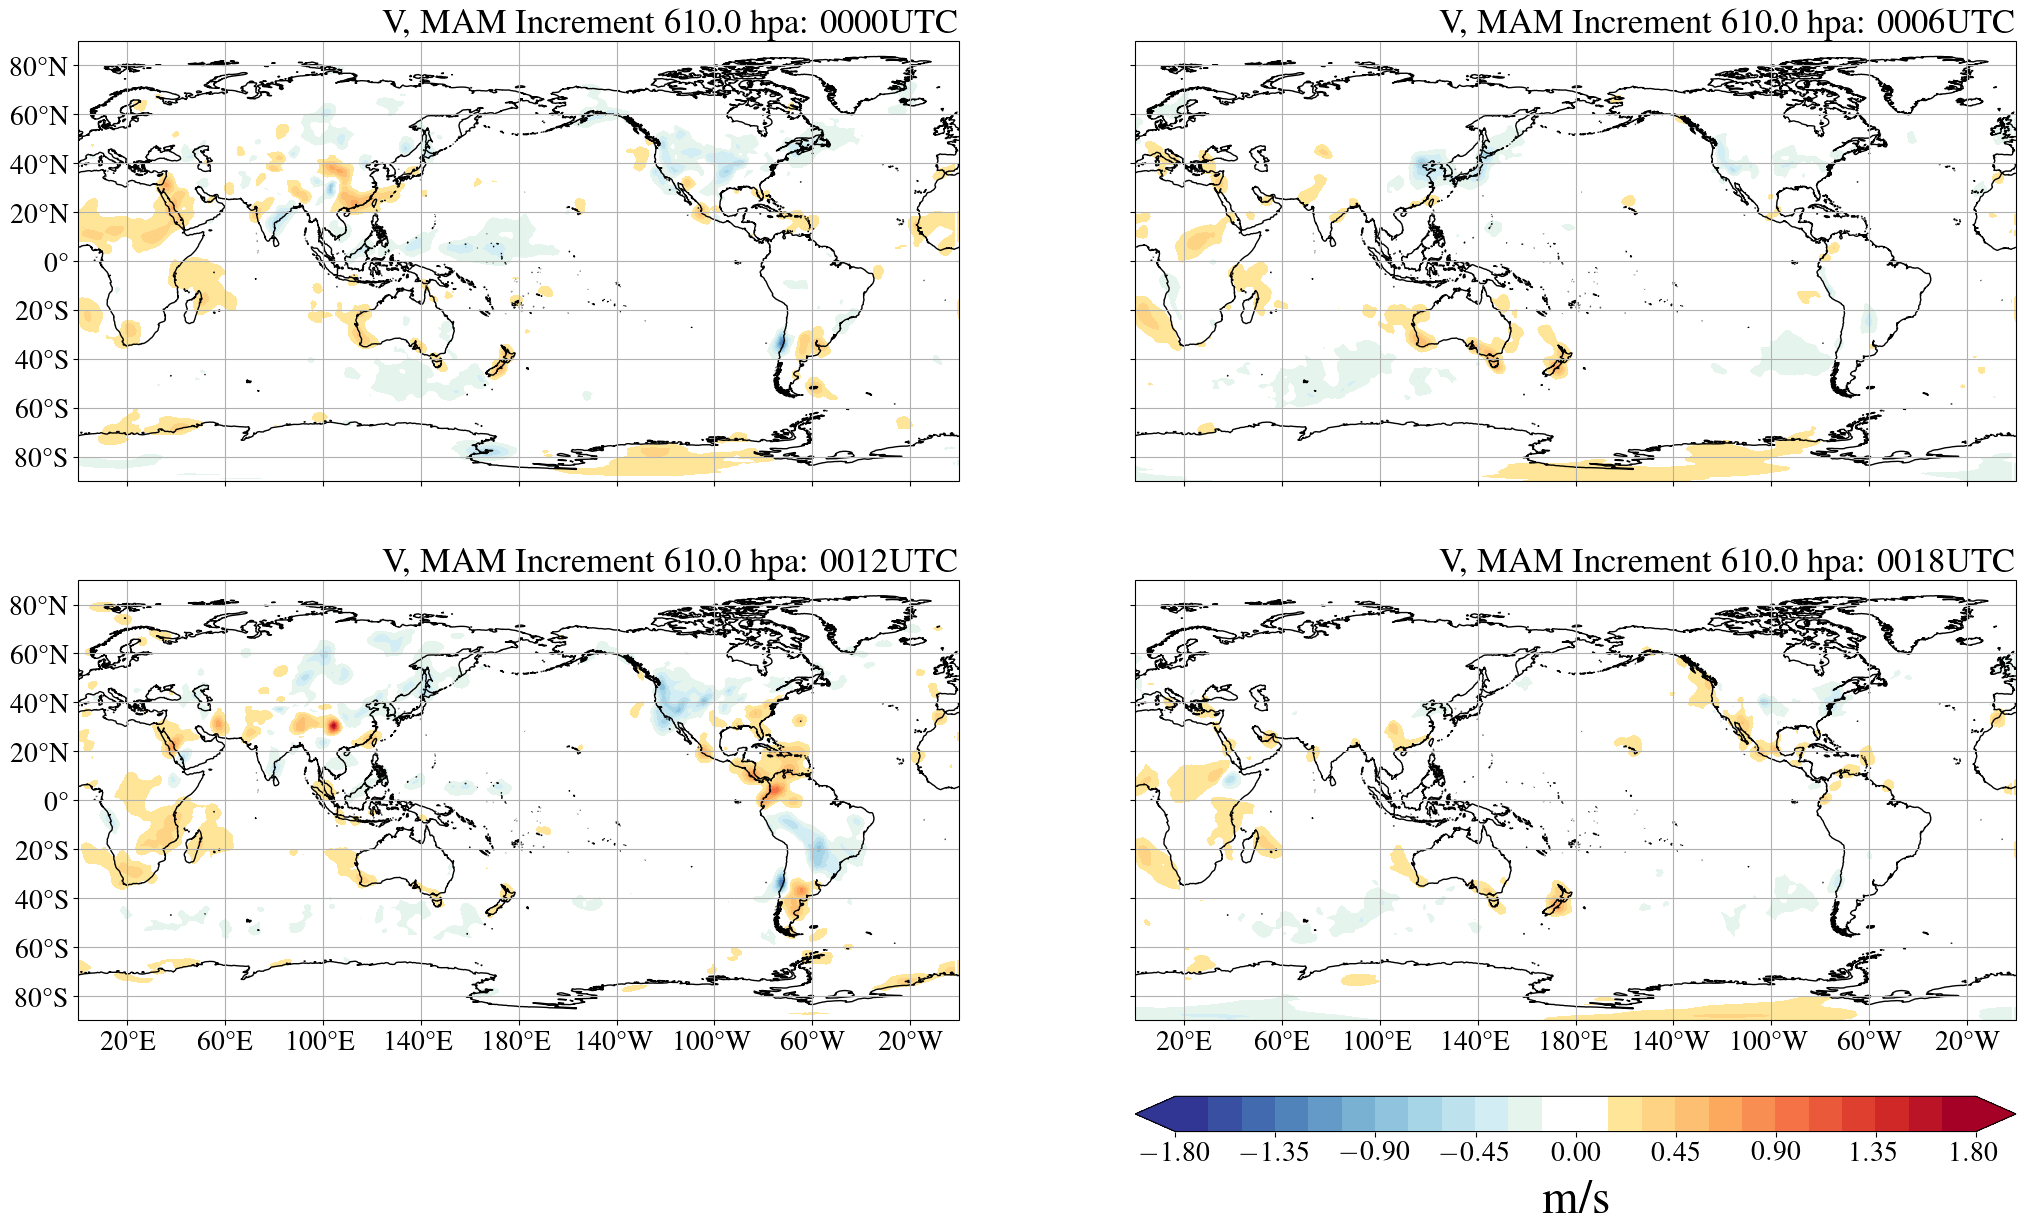 V, MAM Increment 610.0 hpa: 0000UTC
V, MAM Increment 610.0 hpa: 0006UTC
80°N
60°N
40°N
20°N
0°
20°S
40°S
60°S
80°S
V, MAM Increment 610.0 hpa: 0012UTC
V, MAM Increment 610.0 hpa: 0018UTC
80°N
60°N
40°N
20°N
0°
20°S
40°S
60°S
80°S
20°E 60°E 100°E 140°E 180°E 140°W 100°W 60°W 20°W
20°E 60°E 100°E 140°E 180°E 140°W 100°W 60°W 20°W
−1.80 −1.35 −0.90 −0.45 0.00 0.45 0.90 1.35 1.80
m/s